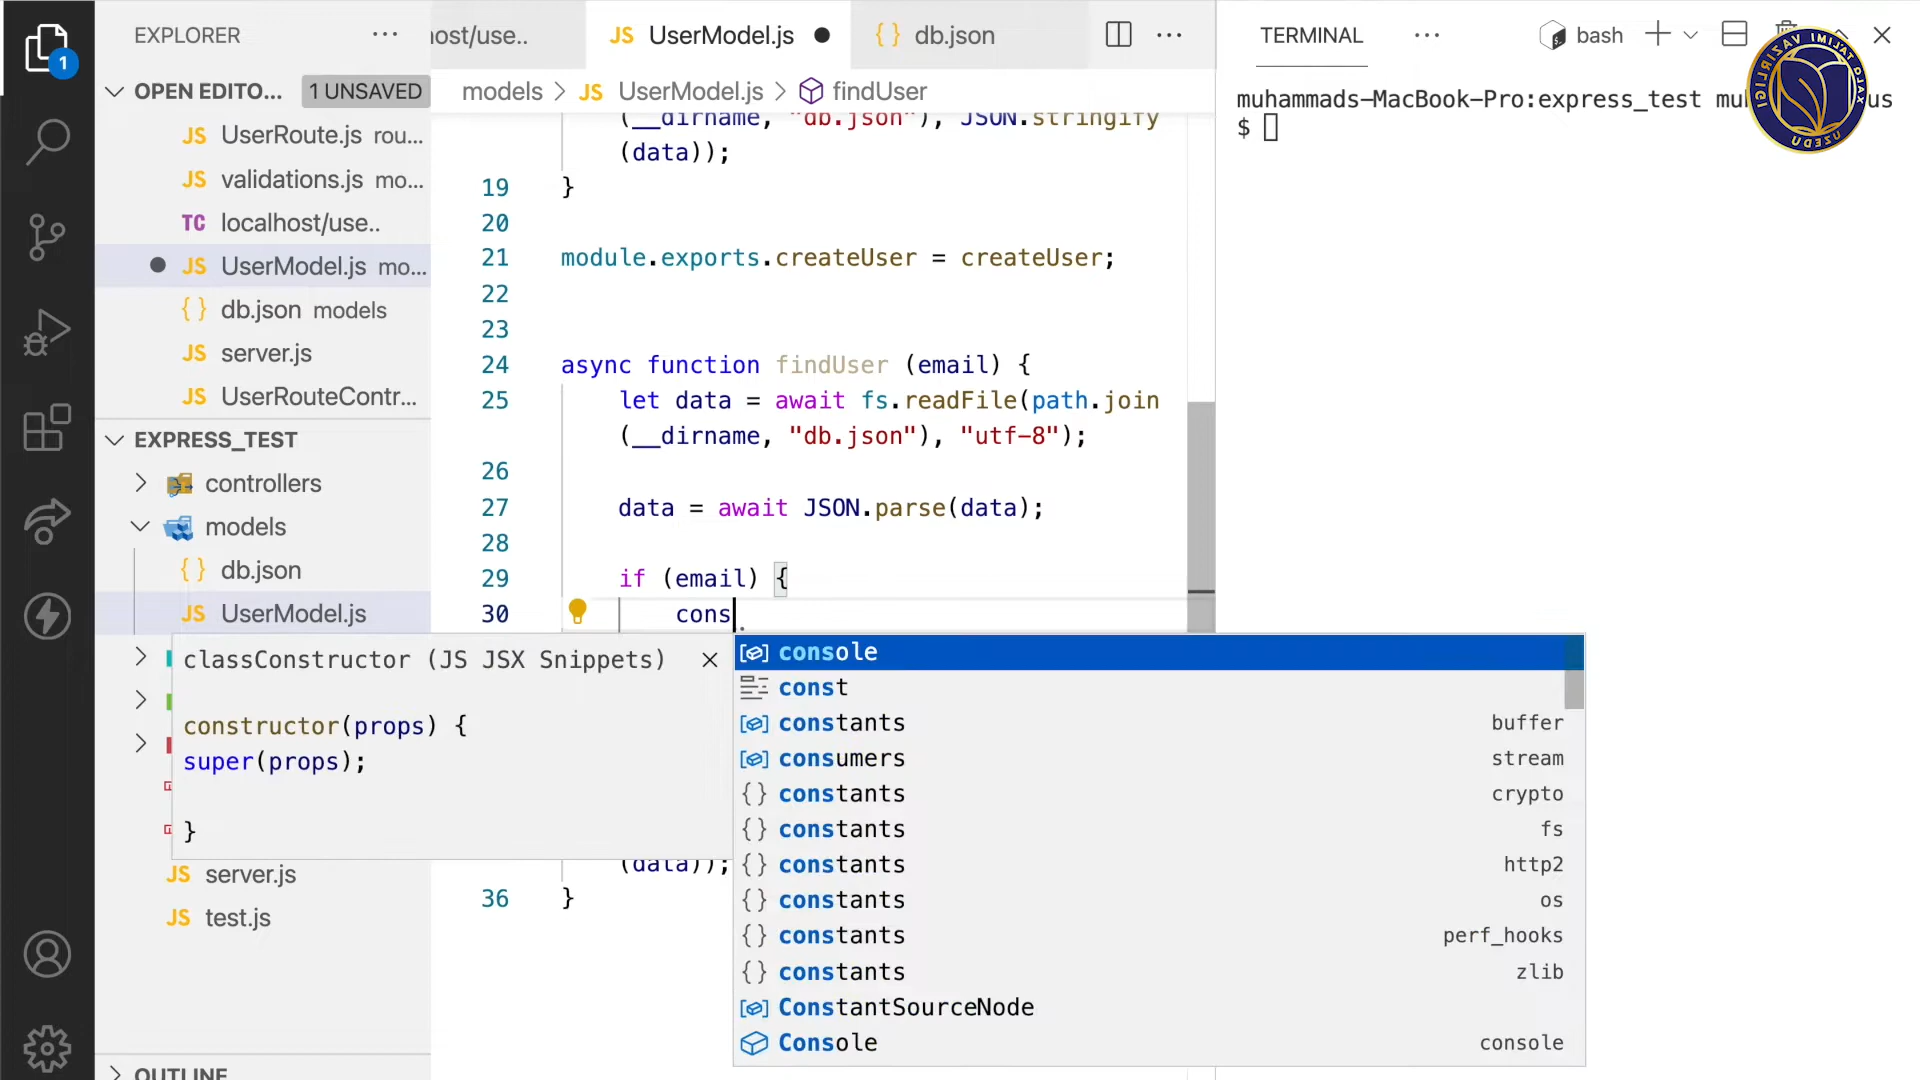 EXPLORER
OPEN EDITO...
1 UNSAVED
JS UserRoute.js rou...
JS validations.js mo...
TC localhost/use..
JS UserModel.js mo...
{} db.json models
JS server.js
JS UserRouteContr...
EXPRESS_TEST
controllers
models
{} db.json
JS UserModel.js
JS server.js
JS test.js
OUTLINE
1
ost/use..
JS UserModel.js
{} db.json
models > JS UserModel.js > findUser
(__dirname, "db.json"), JSON.stringify
(data));
19 }
20
21 module.exports.createUser = createUser;
22
23
24 async function findUser (email) {
25 let data = await fs.readFile(path.join
(__dirname, "db.json"), "utf-8");
26
27 data = await JSON.parse(data);
28
29 if (email) {
30 cons
(data));
36 }
classConstructor (JS JSX Snippets)
constructor(props) {
super(props);
}
console
const
constants buffer
consumers stream
{} constants crypto
{} constants fs
{} constants http2
{} constants os
{} constants perf_hooks
{} constants zlib
ConstantSourceNode
Console console
TERMINAL
bash
muhammads-MacBook-Pro:express_test mu
us
$
UZEDU